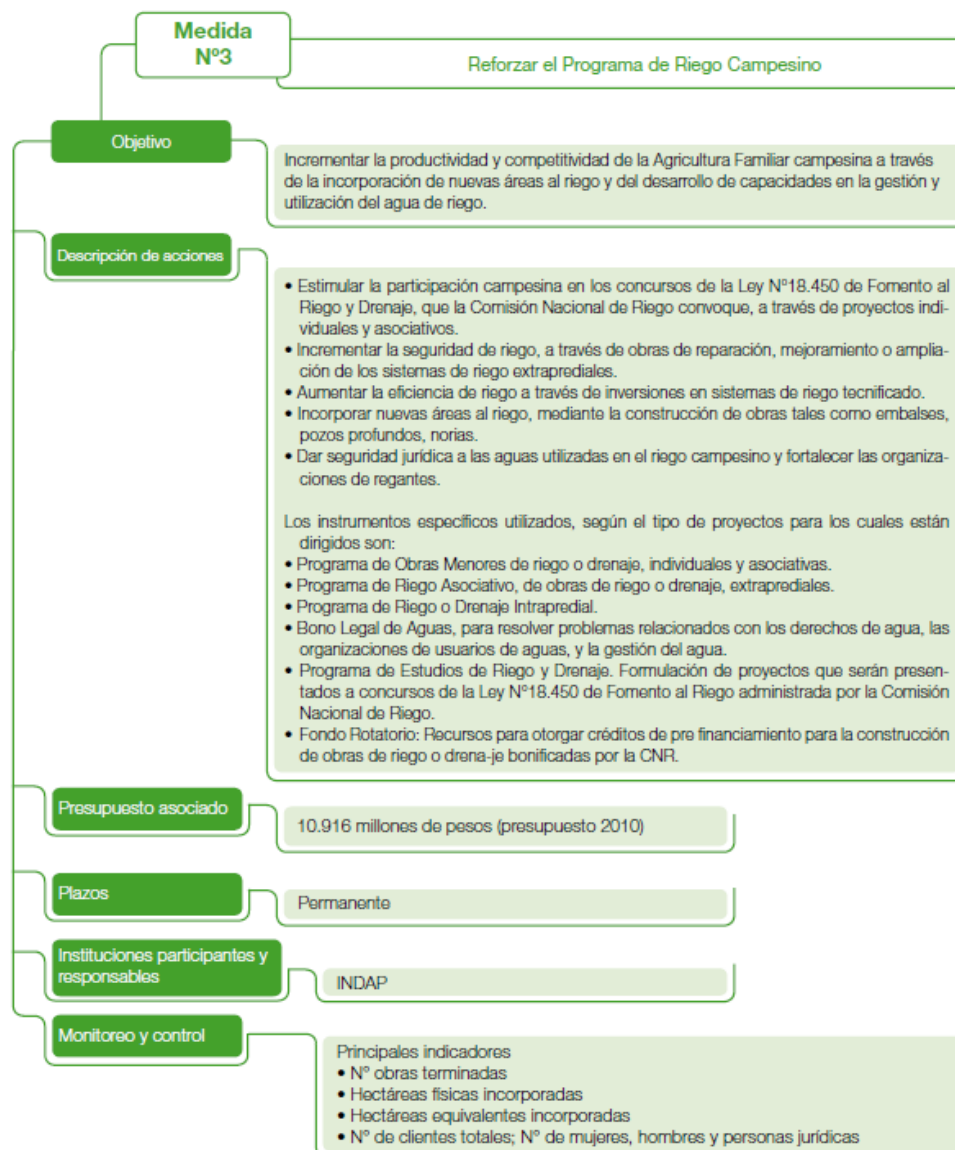 Medida
Nº3
Reforzar el Programa de Riego Campesino
Objetivo
Incrementar la productividad y competitividad de la Agricultura Familiar campesina a través
de la incorporación de nuevas áreas al riego y del desarrollo de capacidades en la gestión y
utilización del agua de riego.
Descripción de acciones
• Estimular la participación campesina en los concursos de la Ley Nº18.450 de Fomento al
Riego y Drenaje, que la Comisión Nacional de Riego convoque, a través de proyectos indi-
viduales y asociativos.
• Incrementar la seguridad de riego, a través de obras de reparación, mejoramiento o amplia-
ción de los sistemas de riego extraprediales.
• Aumentar la eficiencia de riego a través de inversiones en sistemas de riego tecnificado.
• Incorporar nuevas áreas al riego, mediante la construcción de obras tales como embalses,
pozos profundos, norias.
• Dar seguridad jurídica a las aguas utilizadas en el riego campesino y fortalecer las organiza-
ciones de regantes.
Los instrumentos específicos utilizados, según el tipo de proyectos para los cuales están
dirigidos son:
• Programa de Obras Menores de riego o drenaje, individuales y asociativas.
• Programa de Riego Asociativo, de obras de riego o drenaje, extraprediales.
• Programa de Riego o Drenaje Intrapredial.
• Bono Legal de Aguas, para resolver problemas relacionados con los derechos de agua, las
organizaciones de usuarios de aguas, y la gestión del agua.
• Programa de Estudios de Riego y Drenaje. Formulación de proyectos que serán presen-
tados a concursos de la Ley Nº18.450 de Fomento al Riego administrada por la Comisión
Nacional de Riego.
• Fondo Rotatorio: Recursos para otorgar créditos de pre financiamiento para la construcción
de obras de riego o drena-je bonificadas por la CNR.
Presupuesto asociado
10.916 millones de pesos (presupuesto 2010)
Plazos
Permanente
Instituciones participantes y
responsables
INDAP
Monitoreo y control
Principales indicadores
• Nº obras terminadas
• Hectáreas físicas incorporadas
• Hectáreas equivalentes incorporadas
• Nº de clientes totales; Nº de mujeres, hombres y personas jurídicas